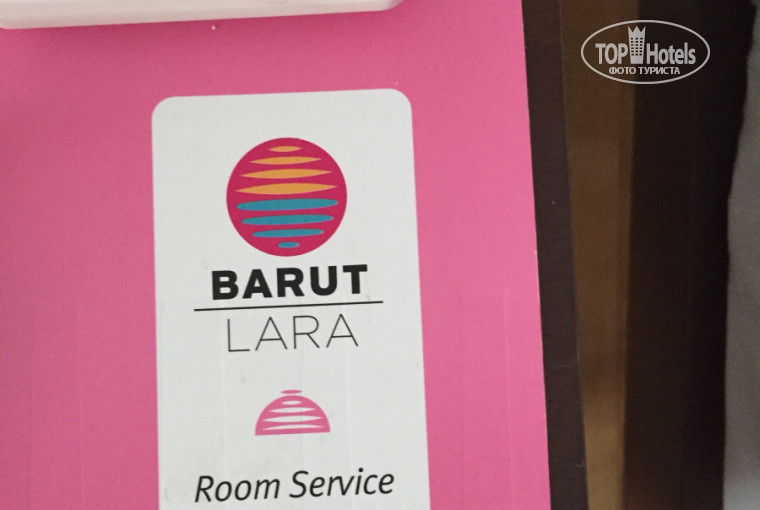 TOP Hotels
ФОТО ТУРИСТА
BARUT
LARA
Room Service